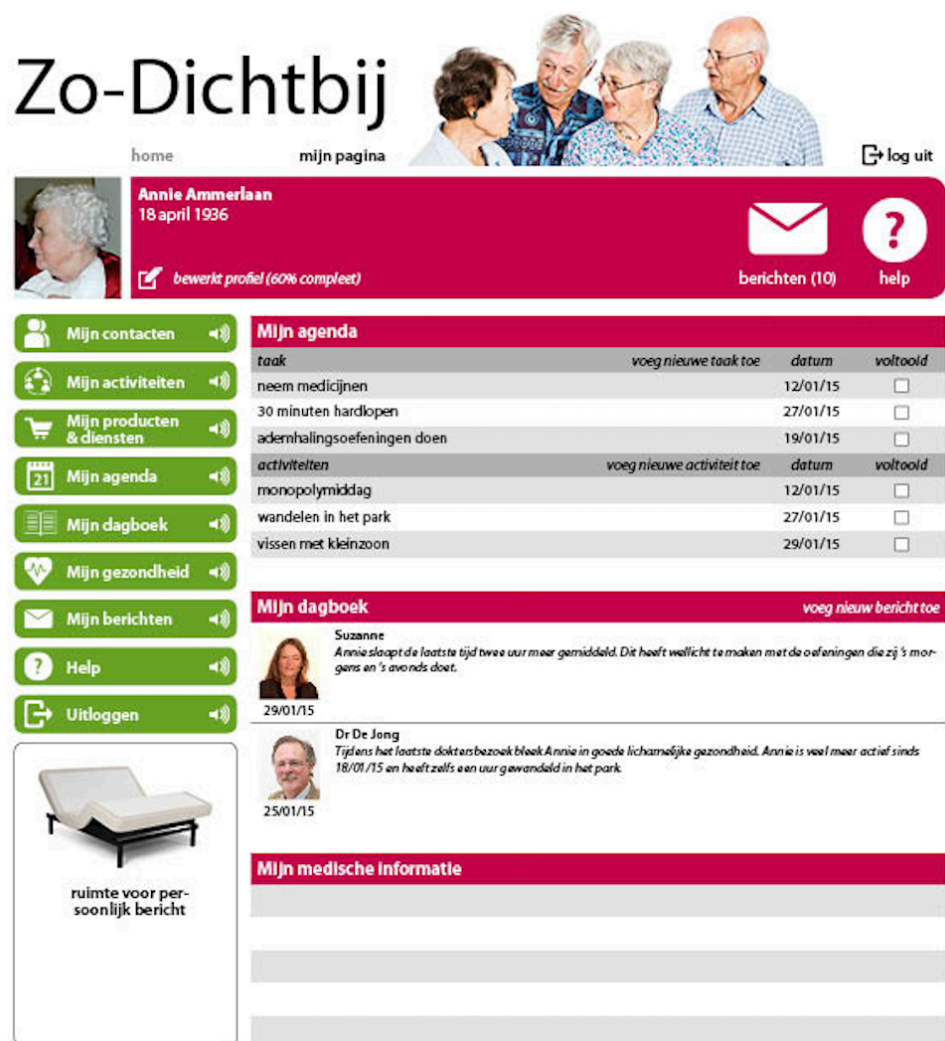 Zo-Dichtbij
home mijn pagina log uit
Annie Ammerlaan
18 april 1936
bewerkt profiel (60% compleet)
berichten (10) help
Mijn contacten
Mijn activiteiten
Mijn producten
& diensten
21 Mijn agenda
Mijn dagboek
Mijn gezondheid
Mijn berichten
? Help
Uitloggen
ruimte voor per-
soonlijk bericht
Mijn agenda
taak voeg nieuwe taak toe datum voltooid
neem medicijnen 12/01/15
30 minuten hardlopen 27/01/15
ademhalingsoefeningen doen 19/01/15
activiteiten voeg nieuwe activiteit toe datum voltooid
monopolymiddag 12/01/15
wandelen in het park 27/01/15
vissen met kleinzoon 29/01/15
Mijn dagboek voeg nieuw bericht toe
Suzanne
Annie slaapt de laatste tijd twee uur meer gemiddeld. Dit heeft wellicht te maken met de oefeningen die zij 's mor-
gens en 's avonds doet.
29/01/15
Dr De Jong
Tijdens het laatste doktersbezoek bleek Annie in goede lichamelijke gezondheid. Annie is veel meer actief sinds
18/01/15 en heeft zelfs een uur gewandeld in het park.
25/01/15
Mijn medische informatie